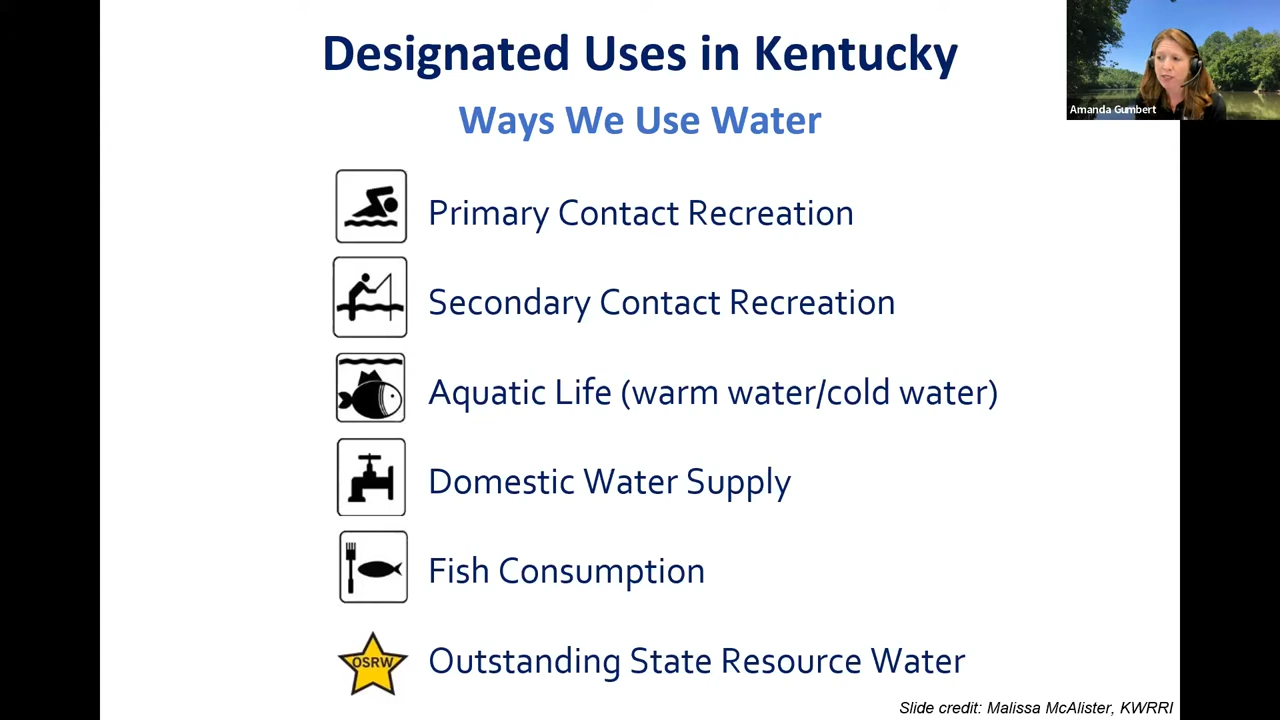 Designated Uses in Kentucky
Ways We Use Water
Amanda Gumbert
Primary Contact Recreation
Secondary Contact Recreation
Aquatic Life (warm water/cold water)
Domestic Water Supply
Fish Consumption
OSRW
Outstanding State Resource Water
Slide credit: Malissa McAlister, KWRRI